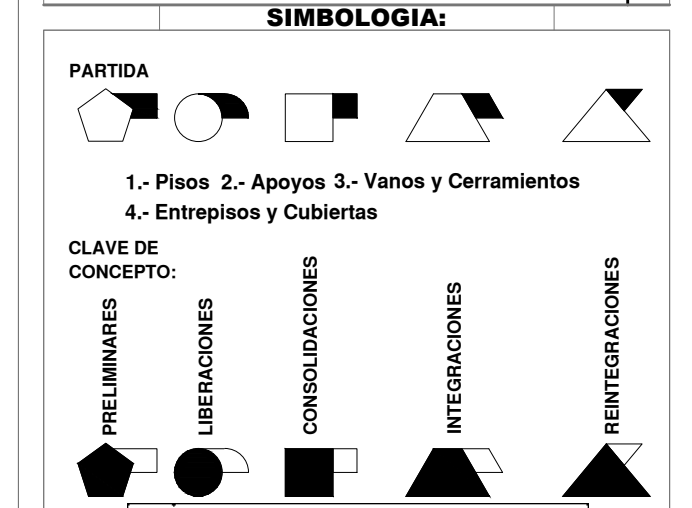 SIMBOLOGIA:
PARTIDA
1.- Pisos 2.- Apoyos 3.- Vanos y Cerramientos
4.- Entrepisos y Cubiertas
CLAVE DE
CONCEPTO:
PRELIMINARES
LIBERACIONES
CONSOLIDACIONES
INTEGRACIONES
REINTEGRACIONES